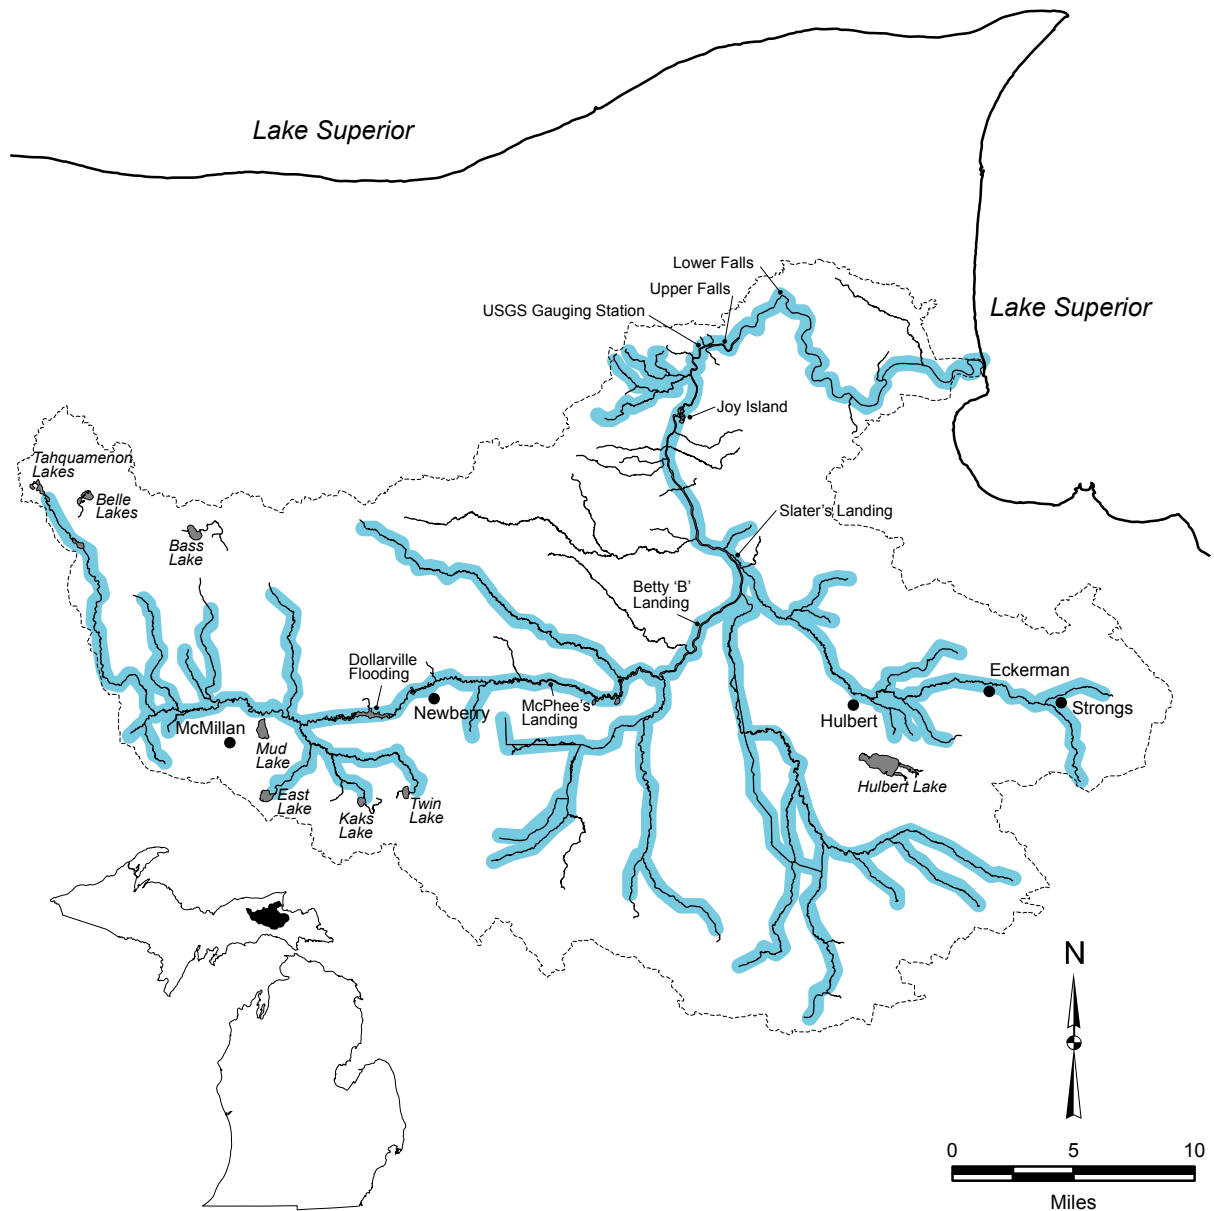 Lake Superior
Lower Falls
Upper Falls
USGS Gauging Station
Lake Superior
Joy Island
Tahquamenon
Lakes
Belle
Lakes
Bass
Lake
Slater's Landing
Betty ‘B’
Landing
Dollarville
Flooding
Eckerman
McPhee's
Landing
Newberry
Hulbert
Strongs
McMillan
Mud
Lake
Hulbert Lake
East
Lake
Kaks
Lake
Twin
Lake
N
0 5 10
Miles